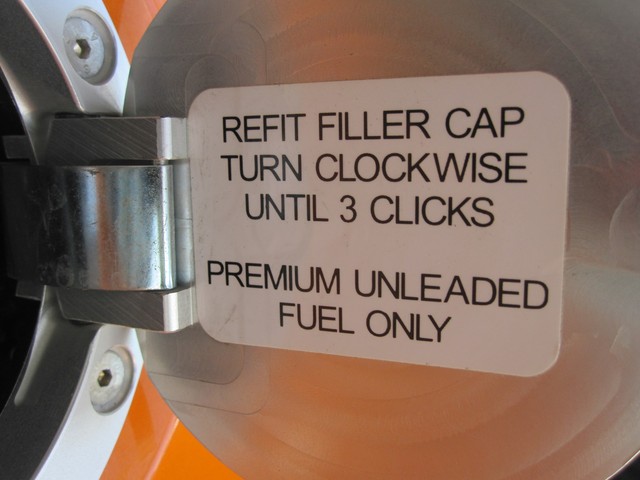 REFIT FILLER CAP
TURN CLOCKWISE
UNTIL 3 CLICKS
PREMIUM UNLEADED
FUEL ONLY